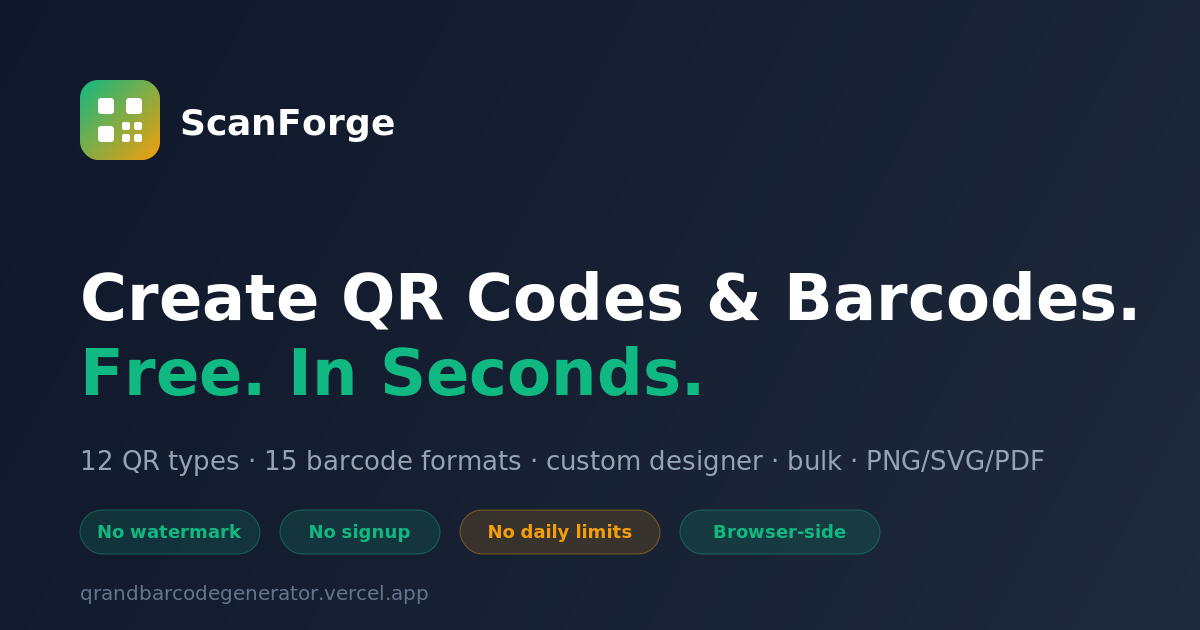 ScanForge
Create QR Codes & Barcodes.
Free. In Seconds.
12 QR types · 15 barcode formats · custom designer · bulk · PNG/SVG/PDF
No watermark No signup No daily limits Browser-side
qrandbarcodegenerator.vercel.app